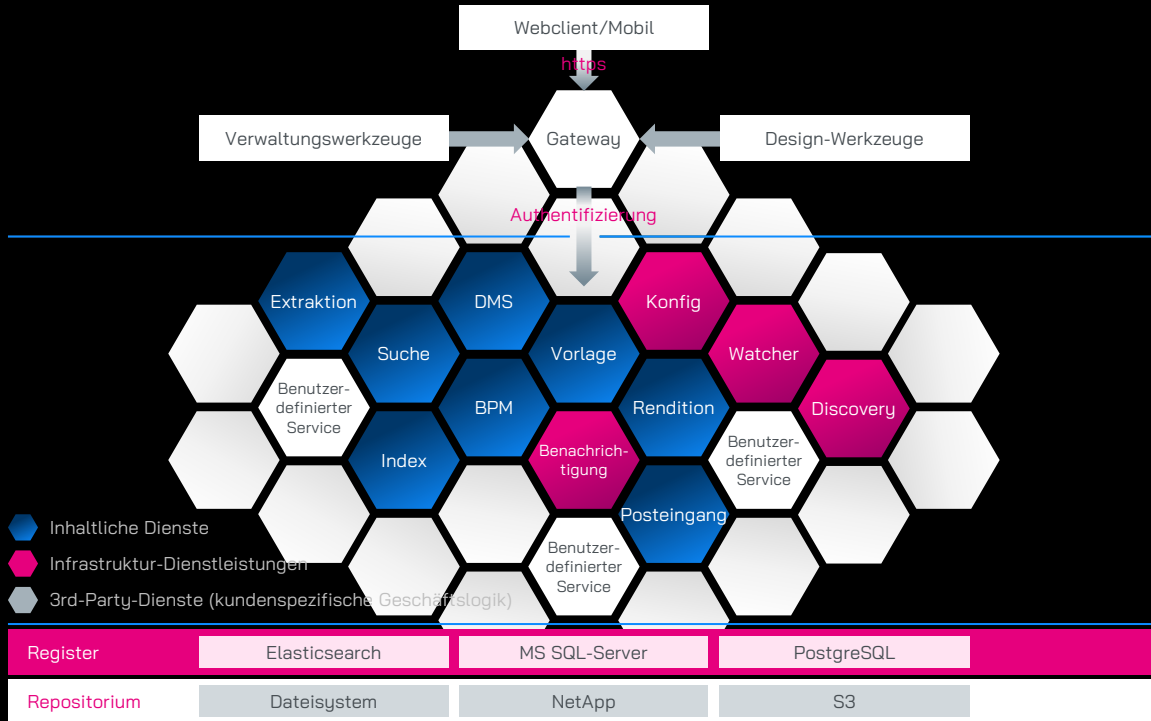 Webclient/Mobil
https
Verwaltungswerkzeuge
Gateway
Design-Werkzeuge
Authentifizierung
Extraktion
DMS
Konfig
Suche
Vorlage
Watcher
Benutzer-
definierter
Service
BPM
Rendition
Discovery
Index
Benachrich-
tigung
Benutzer-
definierter
Service
Posteingang
Benutzer-
definierter
Service
Inhaltliche Dienste
Infrastruktur-Dienstleistungen
3rd-Party-Dienste (kundenspezifische Geschäftslogik)
Register
Elasticsearch
MS SQL-Server
PostgreSQL
Repositorium
Dateisystem
NetApp
S3